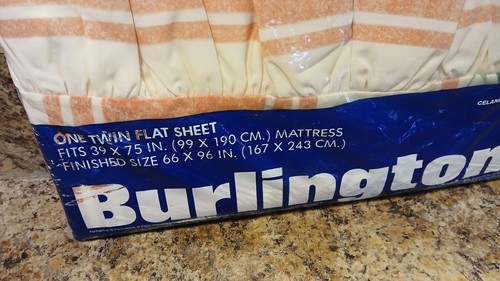 CELAN
ONE TWIN FLAT SHEET
FITS 39 X 75 IN. (99 X 190 CM.) MATTRESS
FINISHED SIZE 66 X 96 IN. (167 X 243 CM.)
Burlington